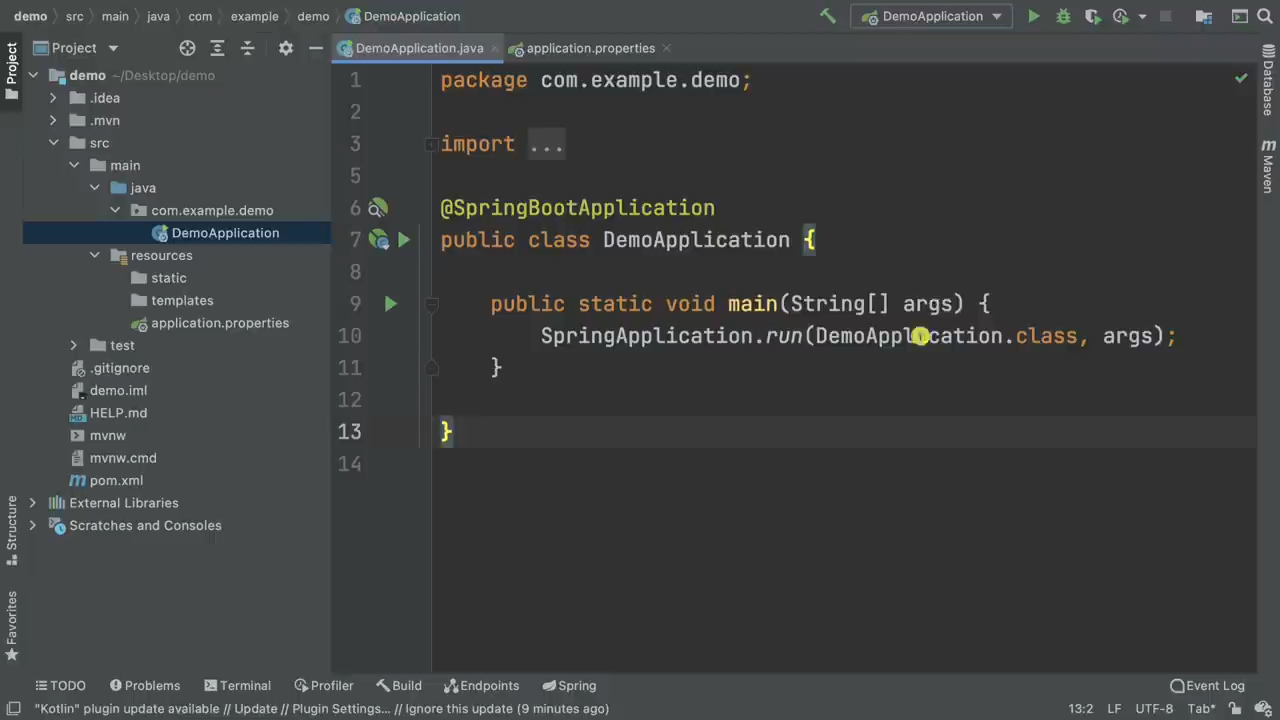 demo src main java com example demo DemoApplication DemoApplication
Project DemoApplication.java application.properties
Project
demo ~/Desktop/demo
.idea
.mvn
src
main
java
com.example.demo
DemoApplication
resources
static
templates
application.properties
test
.gitignore
demo.iml
HELP.md
mvnw
mvnw.cmd
pom.xml
External Libraries
Scratches and Consoles
Structure
Favorites
1 package com.example.demo;
2
3 import ...
5
6 @SpringBootApplication
7 public class DemoApplication {
8
9 public static void main(String[] args) {
10 SpringApplication.run(DemoApplication.class, args);
11 }
12
13 }
14
Database
Maven
TODO Problems Terminal Profiler Build Endpoints Spring Event Log
"Kotlin" plugin update available // Update // Plugin Settings... // Ignore this update (9 minutes ago) 13:2 LF UTF-8 Tab*